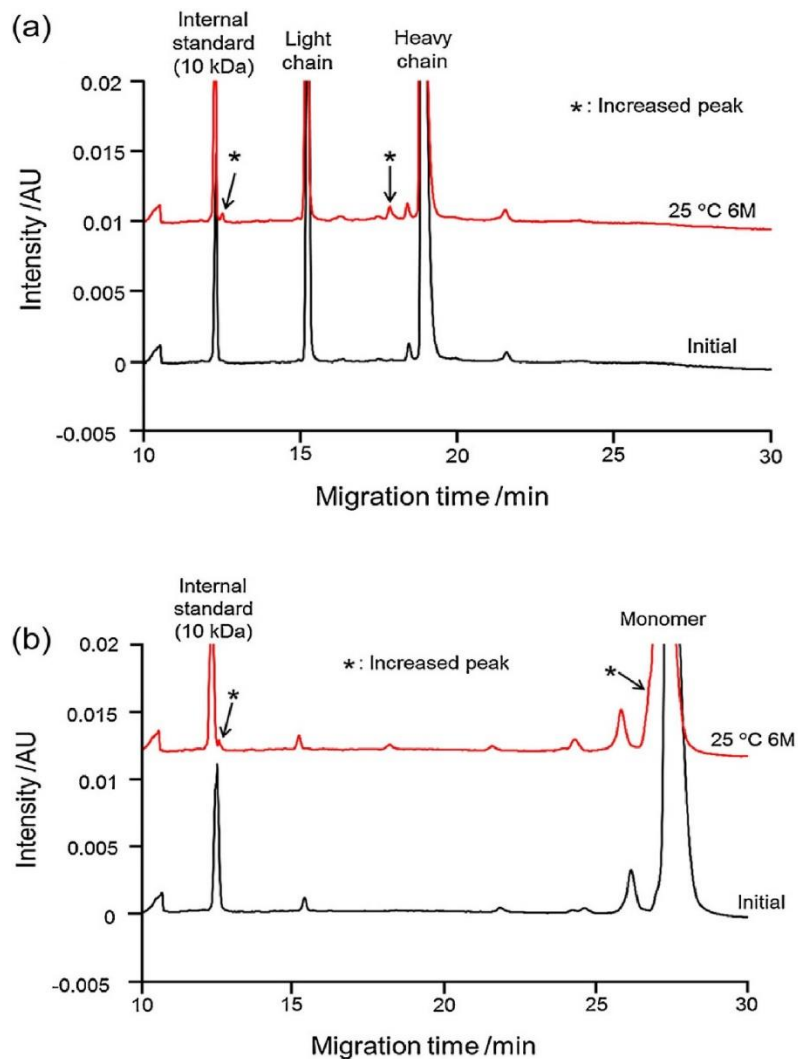 (a)
Internal
standard
(10 kDa)
Light
chain
Heavy
chain
0.02
*: Increased peak
0.015
*
*
25 °C 6M
0.01
Intensity /AU
0.005
Initial
0
-0.005
10
15
20
25
30
Migration time /min
(b)
Internal
standard
(10 kDa)
Monomer
0.02
*: Increased peak
*
*
0.015
25 °C 6M
0.01
Intensity /AU
0.005
Initial
0
-0.005
10
15
20
25
30
Migration time /min